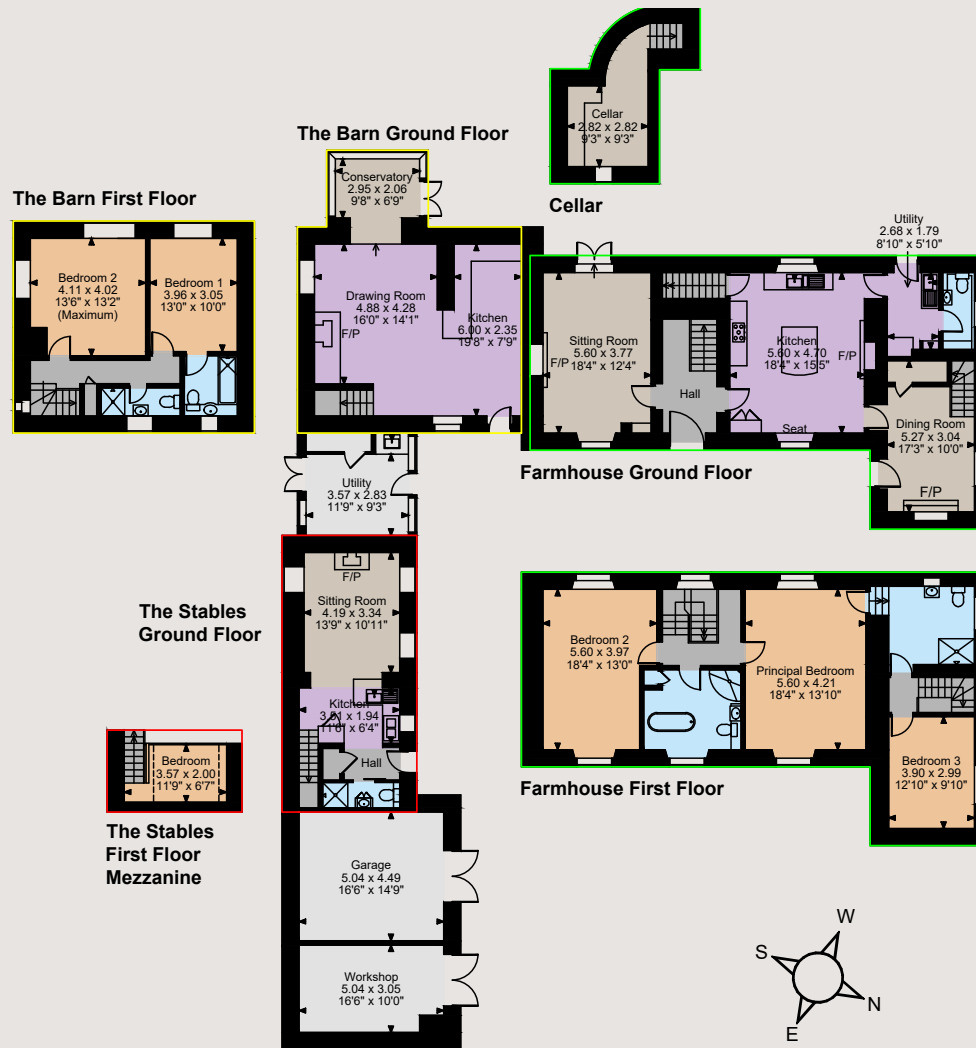 Cellar
2.82 x 2.82
9'3" x 9'3"
Cellar
The Barn Ground Floor
Conservatory
2.95 x 2.06
9'8" x 6'9"
Drawing Room
4.88 x 4.28
16'0" x 14'1"
F/P
Kitchen
6.00 x 2.35
19'8" x 7'9"
The Barn First Floor
Bedroom 2
4.11 x 4.02
13'6" x 13'2"
(Maximum)
Bedroom 1
3.96 x 3.05
13'0" x 10'0"
Utility
2.68 x 1.79
8'10" x 5'10"
Sitting Room
5.60 x 3.77
18'4" x 12'4"
F/P
Hall
Kitchen
5.60 x 4.70
18'4" x 15'5"
F/P
Seat
Dining Room
5.27 x 3.04
17'3" x 10'0"
F/P
Farmhouse Ground Floor
Utility
3.57 x 2.83
11'9" x 9'3"
The Stables
Ground Floor
F/P
Sitting Room
4.19 x 3.34
13'9" x 10'11"
Kitchen
x 1.94
x 6'4"
Hall
Bedroom
3.57 x 2.00
11'9" x 6'7"
The Stables
First Floor
Mezzanine
Garage
5.04 x 4.49
16'6" x 14'9"
Workshop
5.04 x 3.05
16'6" x 10'0"
Bedroom 2
5.60 x 3.97
18'4" x 13'0"
Principal Bedroom
5.60 x 4.21
18'4" x 13'10"
Bedroom 3
3.90 x 2.99
12'10" x 9'10"
Farmhouse First Floor
W
S
N
E